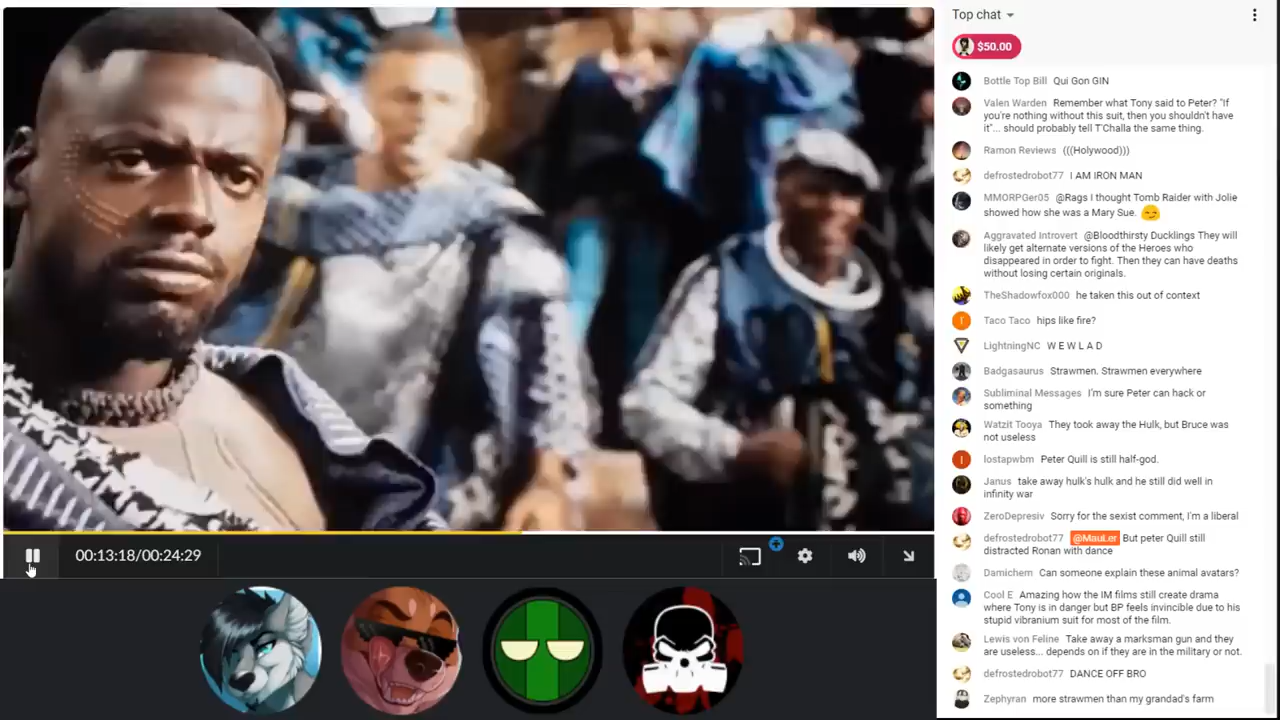 Top chat
$50.00
Bottle Top Bill Qui Gon GIN
Valen Warden Remember what Tony said to Peter? "If
you're nothing without this suit, then you shouldn't have
it"... should probably tell T'Challa the same thing.
Ramon Reviews (((Holywood)))
defrostedrobot77 I AM IRON MAN
MMORPGer05 @Rags I thought Tomb Raider with Jolie
showed how she was a Mary Sue.
Aggravated Introvert @Bloodthirsty Ducklings They will
likely get alternate versions of the Heroes who
disappeared in order to fight. Then they can have deaths
without losing certain originals.
TheShadowfox000 he taken this out of context
T
Taco Taco hips like fire?
LightningNC W E W L A D
Badgasaurus Strawmen. Strawmen everywhere
Subliminal Messages I'm sure Peter can hack or
something
Watzit Tooya They took away the Hulk, but Bruce was
not useless
l
lostapwbm Peter Quill is still half-god.
Janus take away hulk's hulk and he still did well in
infinity war
ZeroDepresiv Sorry for the sexist comment, I'm a liberal
defrostedrobot77 @MauLer But peter Quill still
distracted Ronan with dance
Damichem Can someone explain these animal avatars?
Cool E Amazing how the IM films still create drama
where Tony is in danger but BP feels invincible due to his
stupid vibranium suit for most of the film.
Lewis von Feline Take away a marksman gun and they
are useless... depends on if they are in the military or not.
defrostedrobot77 DANCE OFF BRO
Zephyran more strawmen than my grandad's farm
00:13:18/00:24:29